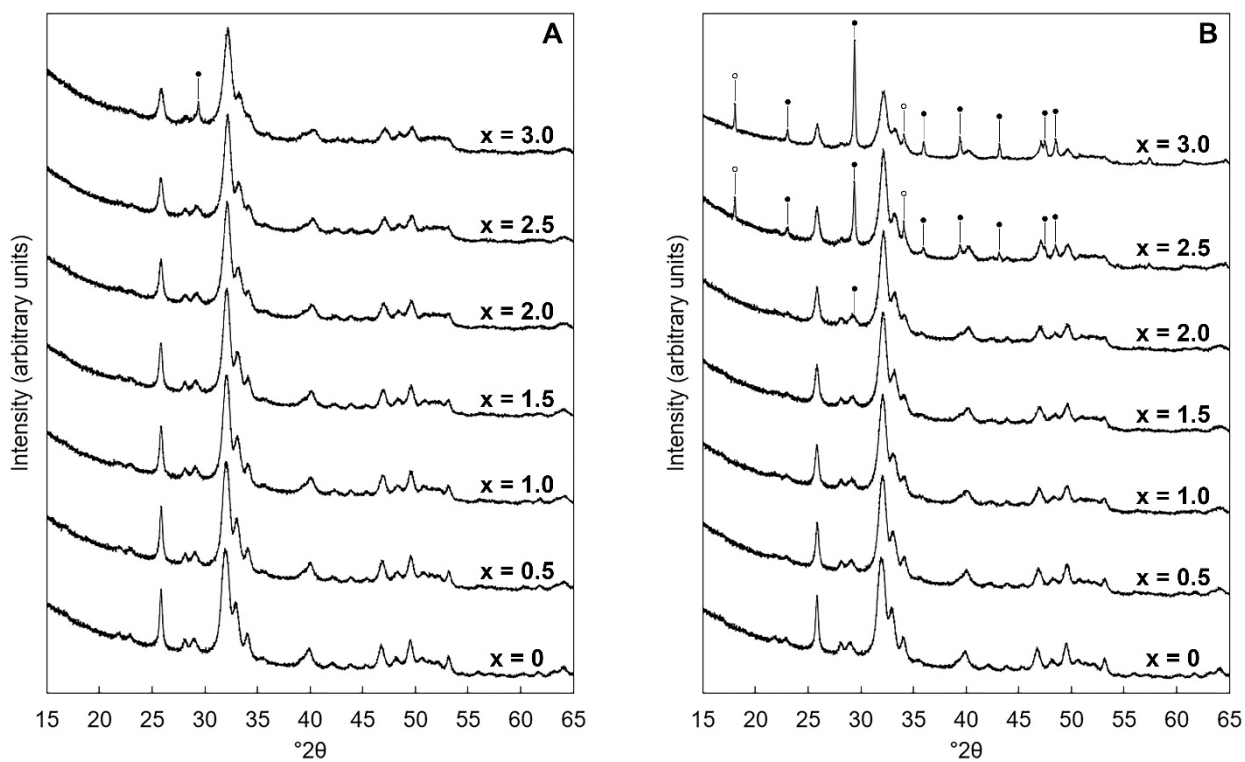 A
x = 3.0
x = 2.5
x = 2.0
x = 1.5
x = 1.0
x = 0.5
x = 0
Intensity (arbitrary units)
15 20 25 30 35 40 45 50 55 60 65
°2θ
B
x = 3.0
x = 2.5
x = 2.0
x = 1.5
x = 1.0
x = 0.5
x = 0
Intensity (arbitrary units)
15 20 25 30 35 40 45 50 55 60 65
°2θ